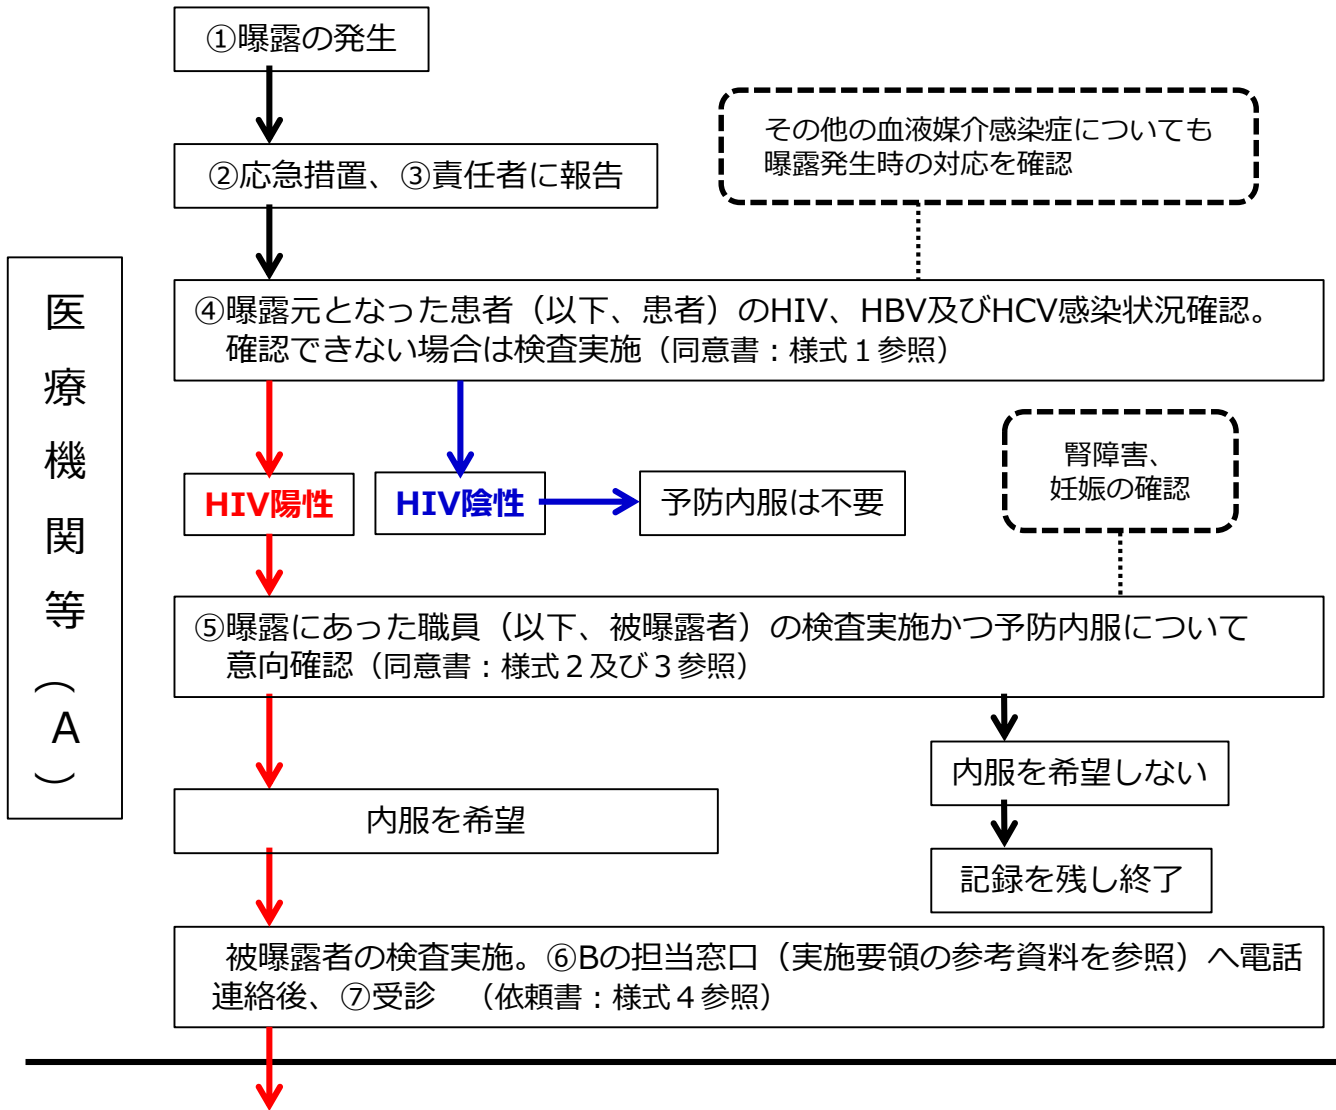 ①曝露の発生
その他の血液媒介感染症についても
曝露発生時の対応を確認
②応急措置、③責任者に報告
医療機関等（A）
④曝露元となった患者（以下、患者）のHIV、HBV及びHCV感染状況確認。
確認できない場合は検査実施（同意書：様式１参照）
腎障害、
妊娠の確認
HIV陽性
HIV陰性
予防内服は不要
⑤曝露にあった職員（以下、被曝露者）の検査実施かつ予防内服について
意向確認（同意書：様式２及び３参照）
内服を希望しない
内服を希望
記録を残し終了
被曝露者の検査実施。⑥Bの担当窓口（実施要領の参考資料を参照）へ電話
連絡後、⑦受診　（依頼書：様式４参照）